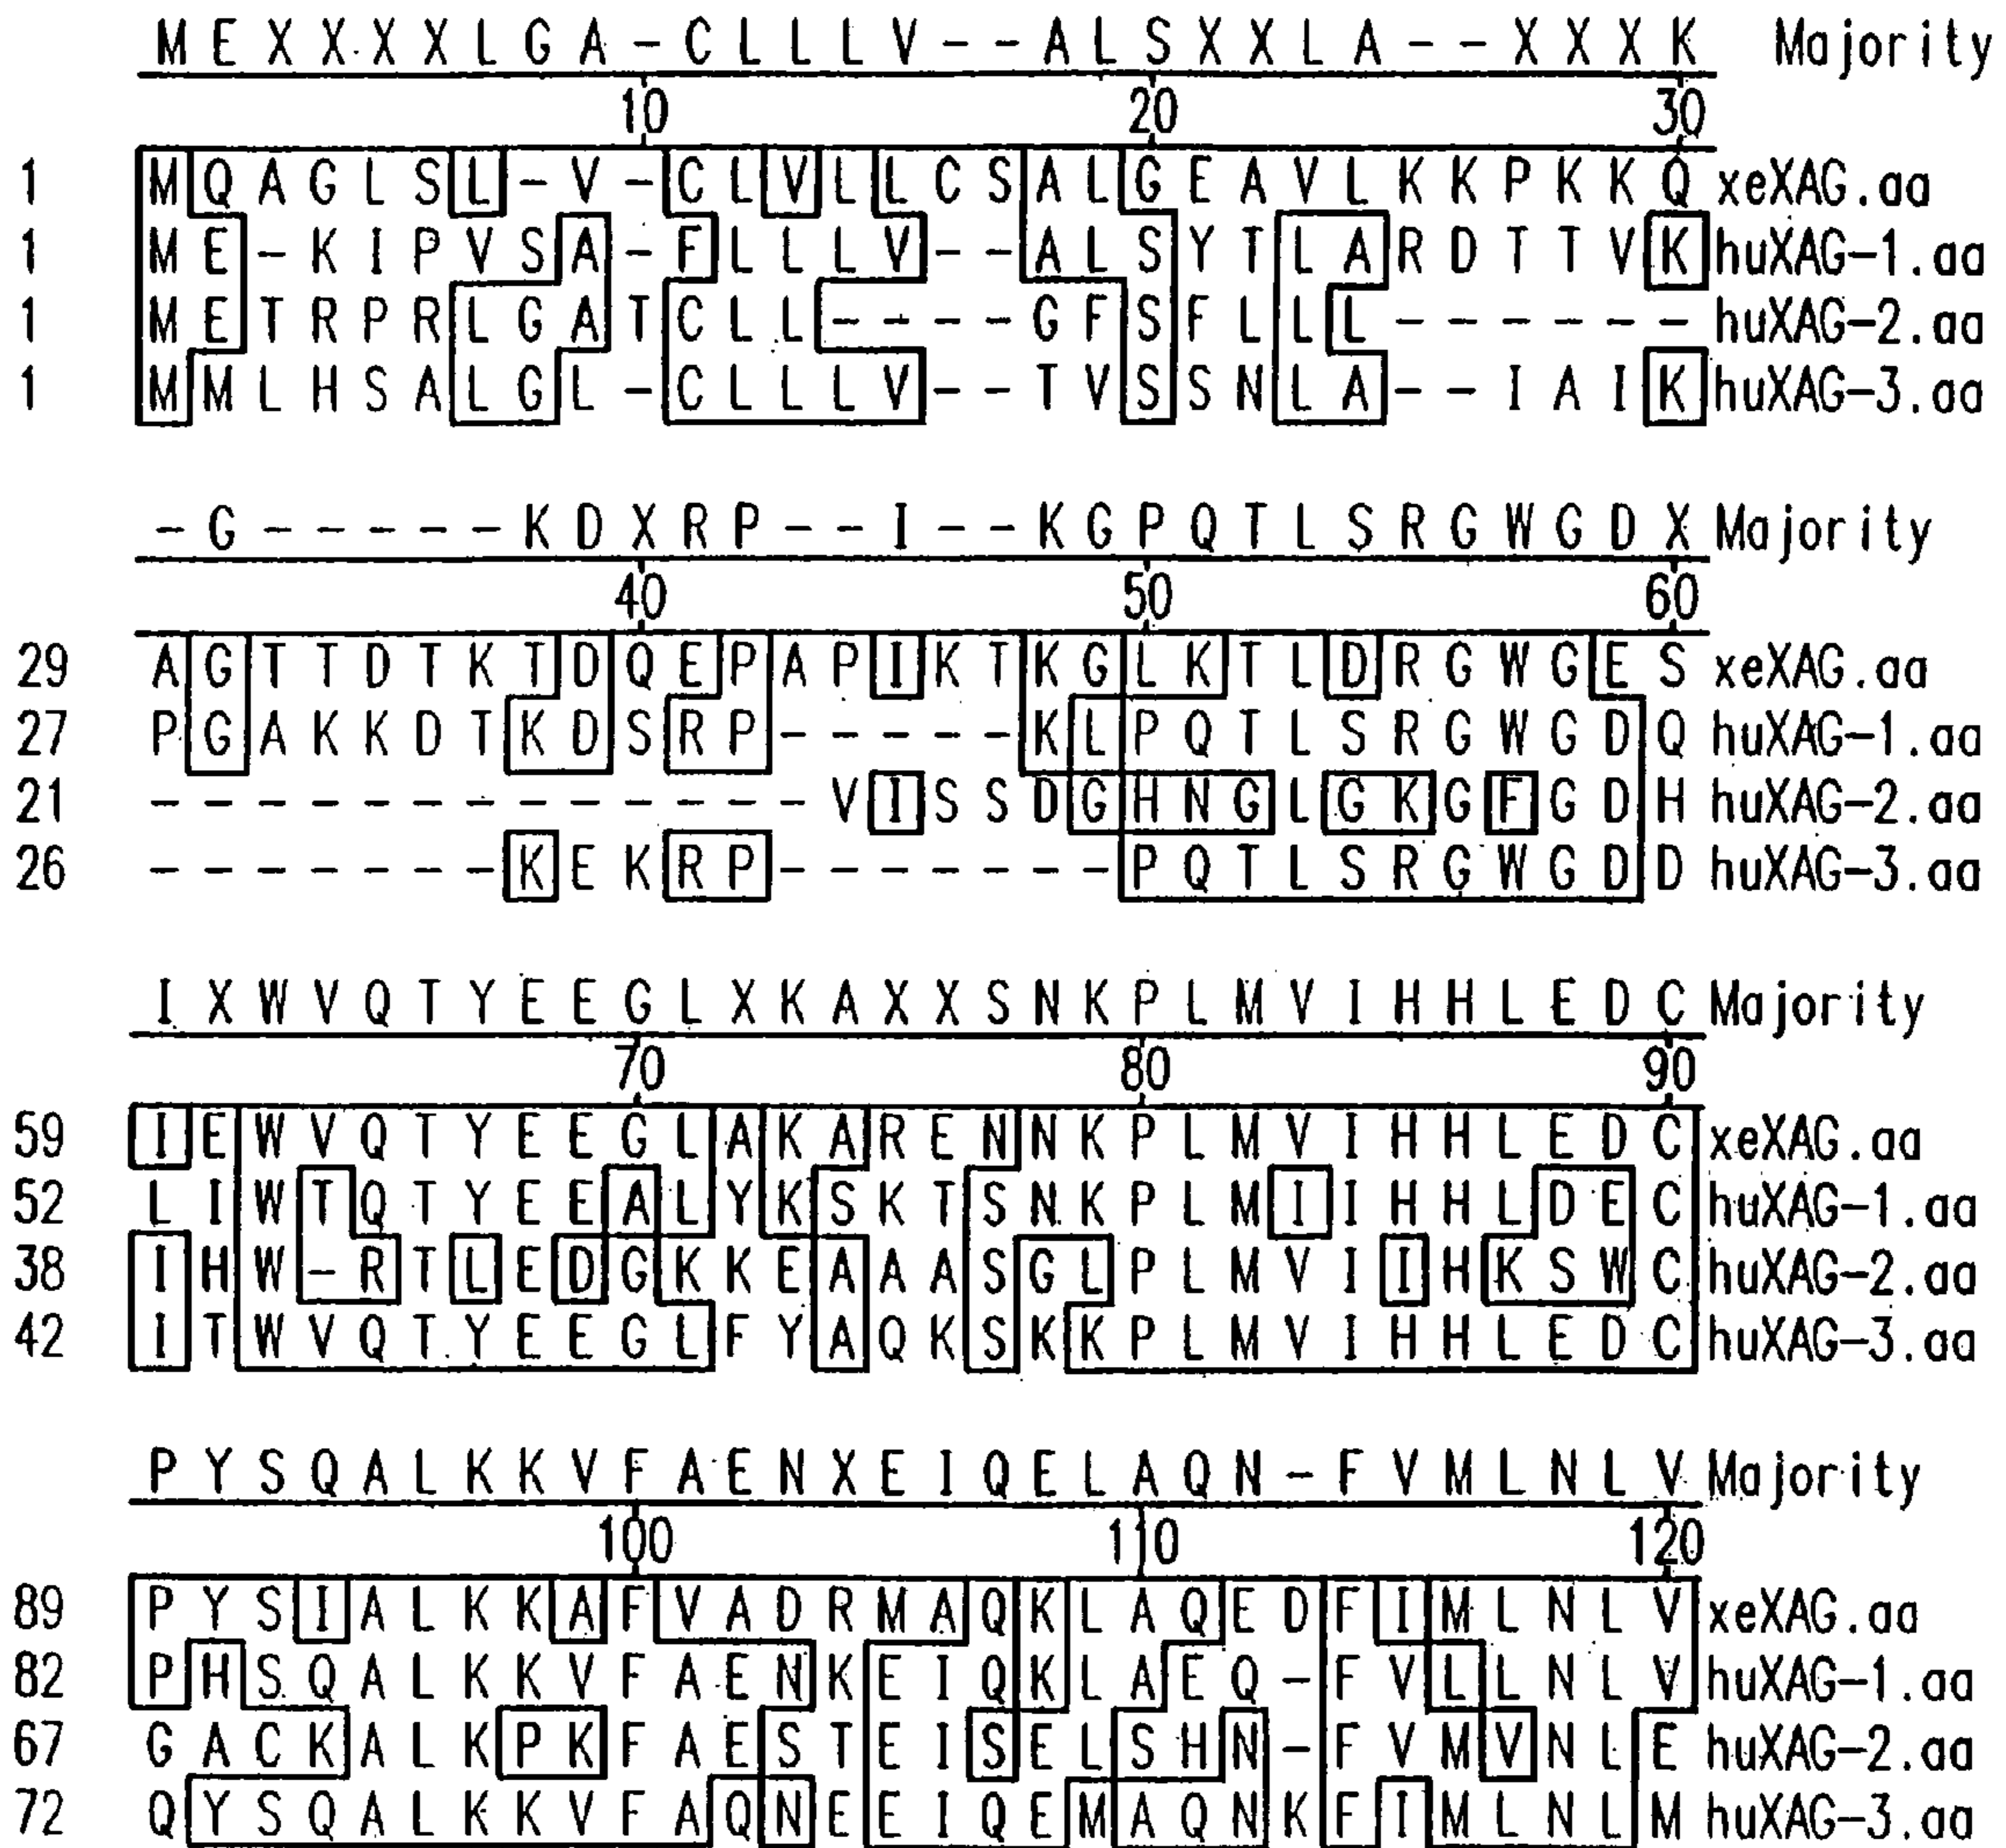 M E X X X X L G A - C L L L V - - A L S X X L A - - X X X K Majority
10 20 30
1 M Q A G L S L - V - C L V L L C S A L G E A V L K K P K K Q xeXAG.aa
1 M E - K I P V S A - F L L L V - - A L S Y T L A R D T T V K huXAG-1.aa
1 M E T R P R L G A T C L L - - - - G F S F L L L - - - - - - huXAG-2.aa
1 M M L H S A L G L - C L L L V - - T V S S N L A - - I A I K huXAG-3.aa
- G - - - - - K D X R P - - I - - K G P Q T L S R G W G D X Majority
40 50 60
29 A G T T D T K T D Q E P A P I K T K G L K T L D R G W G E S xeXAG.aa
27 P G A K K D T K D S R P - - - - - K L P Q T L S R G W G D Q huXAG-1.aa
21 - - - - - - - - - - - - - V I S S D G H N G L G K G F G D H huXAG-2.aa
26 - - - - - - - K E K R P - - - - - - - P Q T L S R G W G D D huXAG-3.aa
I X W V Q T Y E E G L X K A X X S N K P L M V I H H L E D C Majority
70 80 90
59 I E W V Q T Y E E G L A K A R E N N K P L M V I H H L E D C xeXAG.aa
52 L I W T Q T Y E E A L Y K S K T S N K P L M I I H H L D E C huXAG-1.aa
38 I H W - R T L E D G K K E A A A S G L P L M V I I H K S W C huXAG-2.aa
42 I T W V Q T Y E E G L F Y A Q K S K K P L M V I H H L E D C huXAG-3.aa
P Y S Q A L K K V F A E N X E I Q E L A Q N - F V M L N L V Majority
100 110 120
89 P Y S I A L K K A F V A D R M A Q K L A Q E D F I M L N L V xeXAG.aa
82 P H S Q A L K K V F A E N K E I Q K L A E Q - F V L L N L V huXAG-1.aa
67 G A C K A L K P K F A E S T E I S E L S H N - F V M V N L E huXAG-2.aa
72 Q Y S Q A L K K V F A Q N E E I Q E M A Q N K F I M L N L M huXAG-3.aa